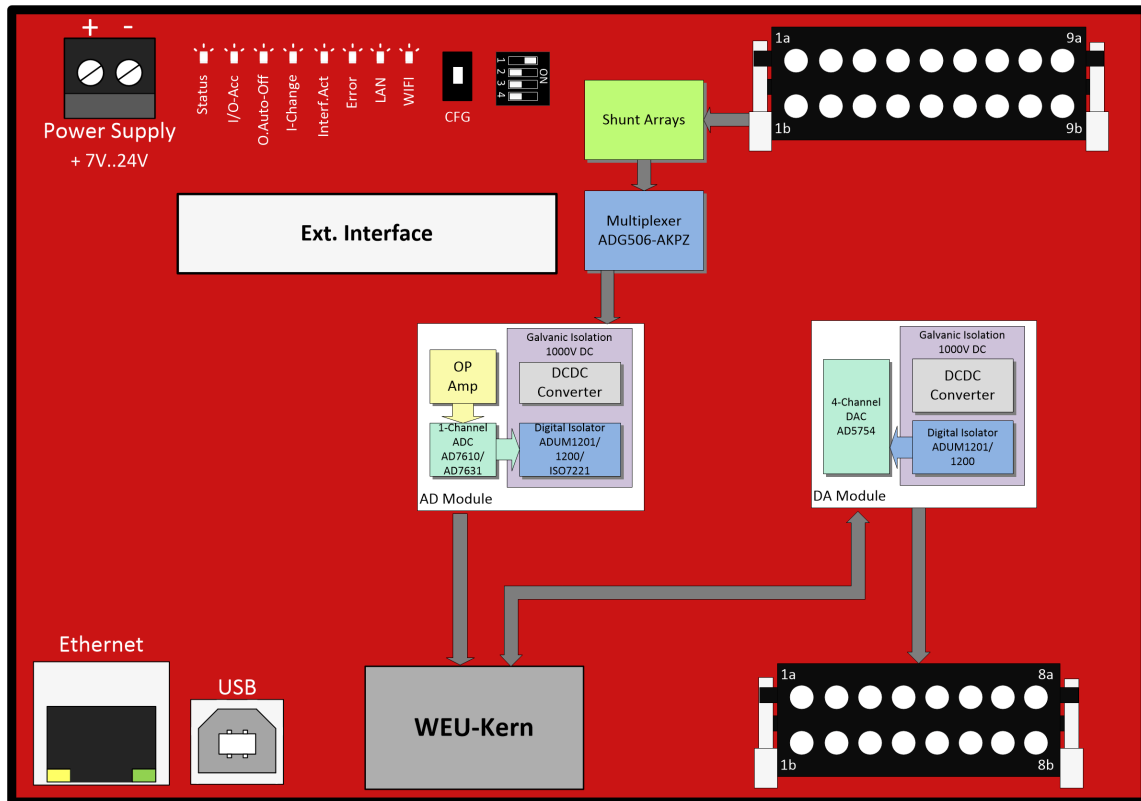 + -
Power Supply
+ 7V..24V
Status
I/O-Acc
O.Auto-Off
I-Change
Interf.Act
Error
LAN
WIFI
CFG
1
2
3
4
ON
1a
9a
1b
9b
Shunt Arrays
Multiplexer
ADG506-AKPZ
Ext. Interface
OP
Amp
1-Channel
ADC
AD7610/
AD7631
Galvanic Isolation
1000V DC
DCDC
Converter
Digital Isolator
ADUM1201/
1200/
ISO7221
AD Module
4-Channel
DAC
AD5754
Galvanic Isolation
1000V DC
DCDC
Converter
Digital Isolator
ADUM1201/
1200
DA Module
Ethernet
USB
WEU-Kern
1a
8a
1b
8b